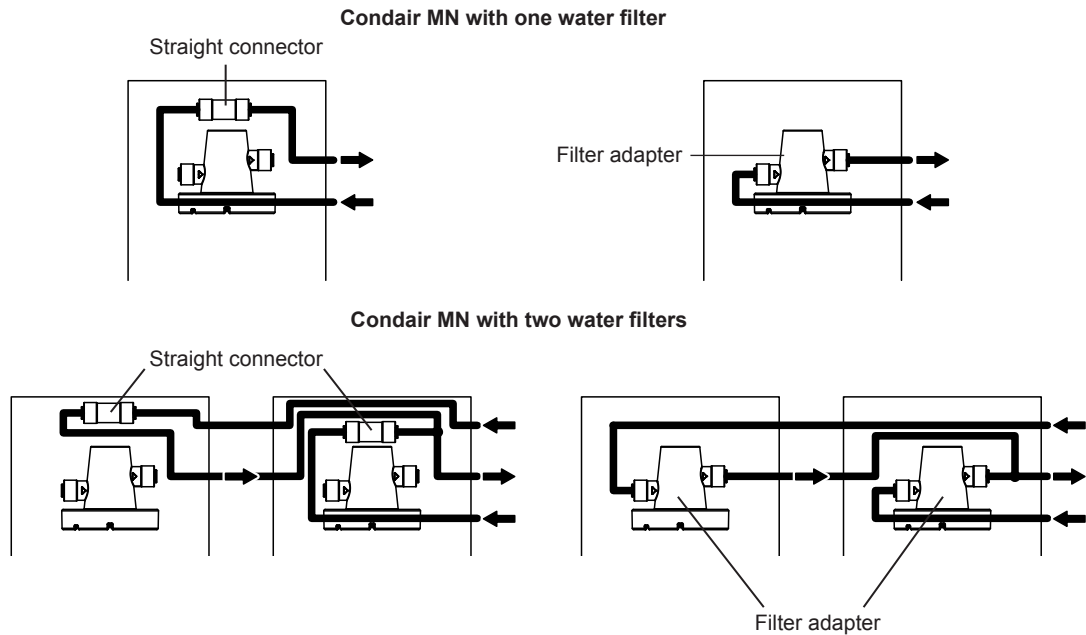 Condair MN with one water filter
Straight connector
Filter adapter
Condair MN with two water filters
Straight connector
Filter adapter